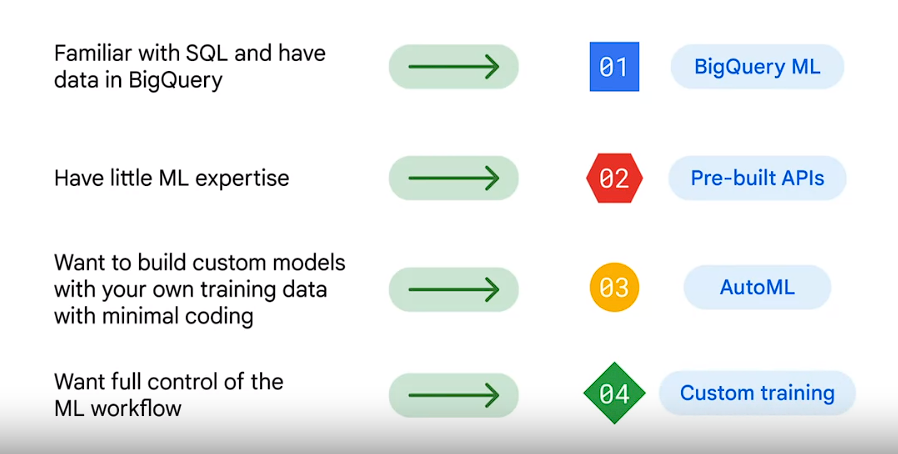 Familiar with SQL and have
data in BigQuery
01
BigQuery ML
Have little ML expertise
02
Pre-built APIs
Want to build custom models
with your own training data
with minimal coding
03
AutoML
Want full control of the
ML workflow
04
Custom training